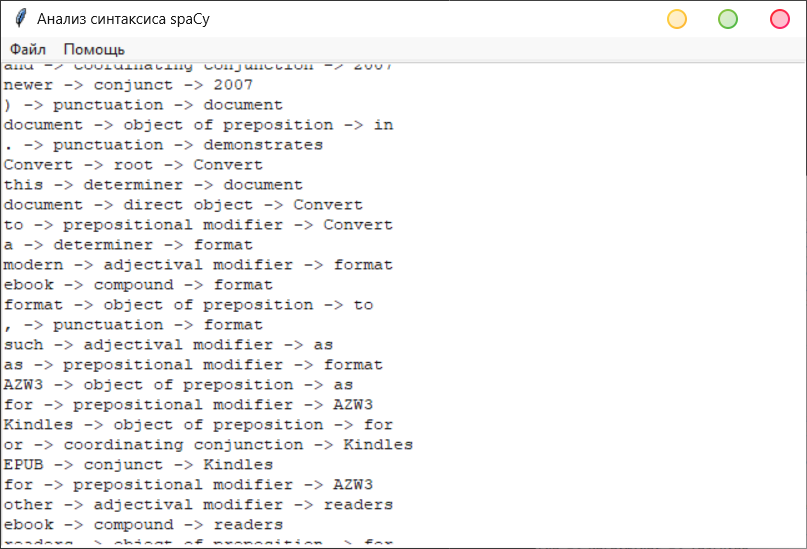 Анализ синтаксиса spaCy
Файл Помощь
and -> coordinating conjunction -> 2007
newer -> conjunct -> 2007
) -> punctuation -> document
document -> object of preposition -> in
. -> punctuation -> demonstrates
Convert -> root -> Convert
this -> determiner -> document
document -> direct object -> Convert
to -> prepositional modifier -> Convert
a -> determiner -> format
modern -> adjectival modifier -> format
ebook -> compound -> format
format -> object of preposition -> to
, -> punctuation -> format
such -> adjectival modifier -> as
as -> prepositional modifier -> format
AZW3 -> object of preposition -> as
for -> prepositional modifier -> AZW3
Kindles -> object of preposition -> for
or -> coordinating conjunction -> Kindles
EPUB -> conjunct -> Kindles
for -> prepositional modifier -> AZW3
other -> adjectival modifier -> readers
ebook -> compound -> readers
readers -> object of preposition -> for